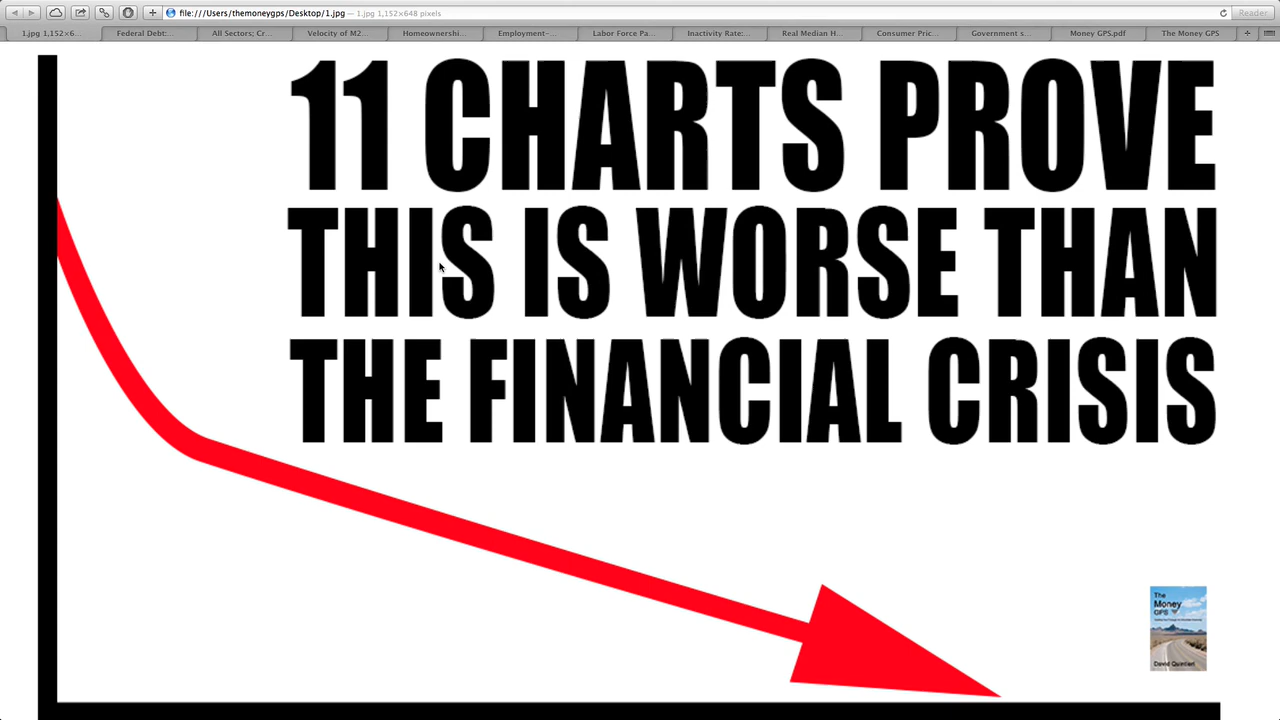 file:///Users/themoneygps/Desktop/1.jpg — 1.jpg 1,152×648 pixels
Reader
1.jpg 1,152×6...
Federal Debt:...
All Sectors; Cr...
Velocity of M2...
Homeownershi...
Employment-...
Labor Force Pa...
Inactivity Rate:...
Real Median H...
Consumer Pric...
Government s...
Money GPS.pdf
The Money GPS
11 CHARTS PROVE
THIS IS WORSE THAN
THE FINANCIAL CRISIS
The
Money
GPS
David Quintieri